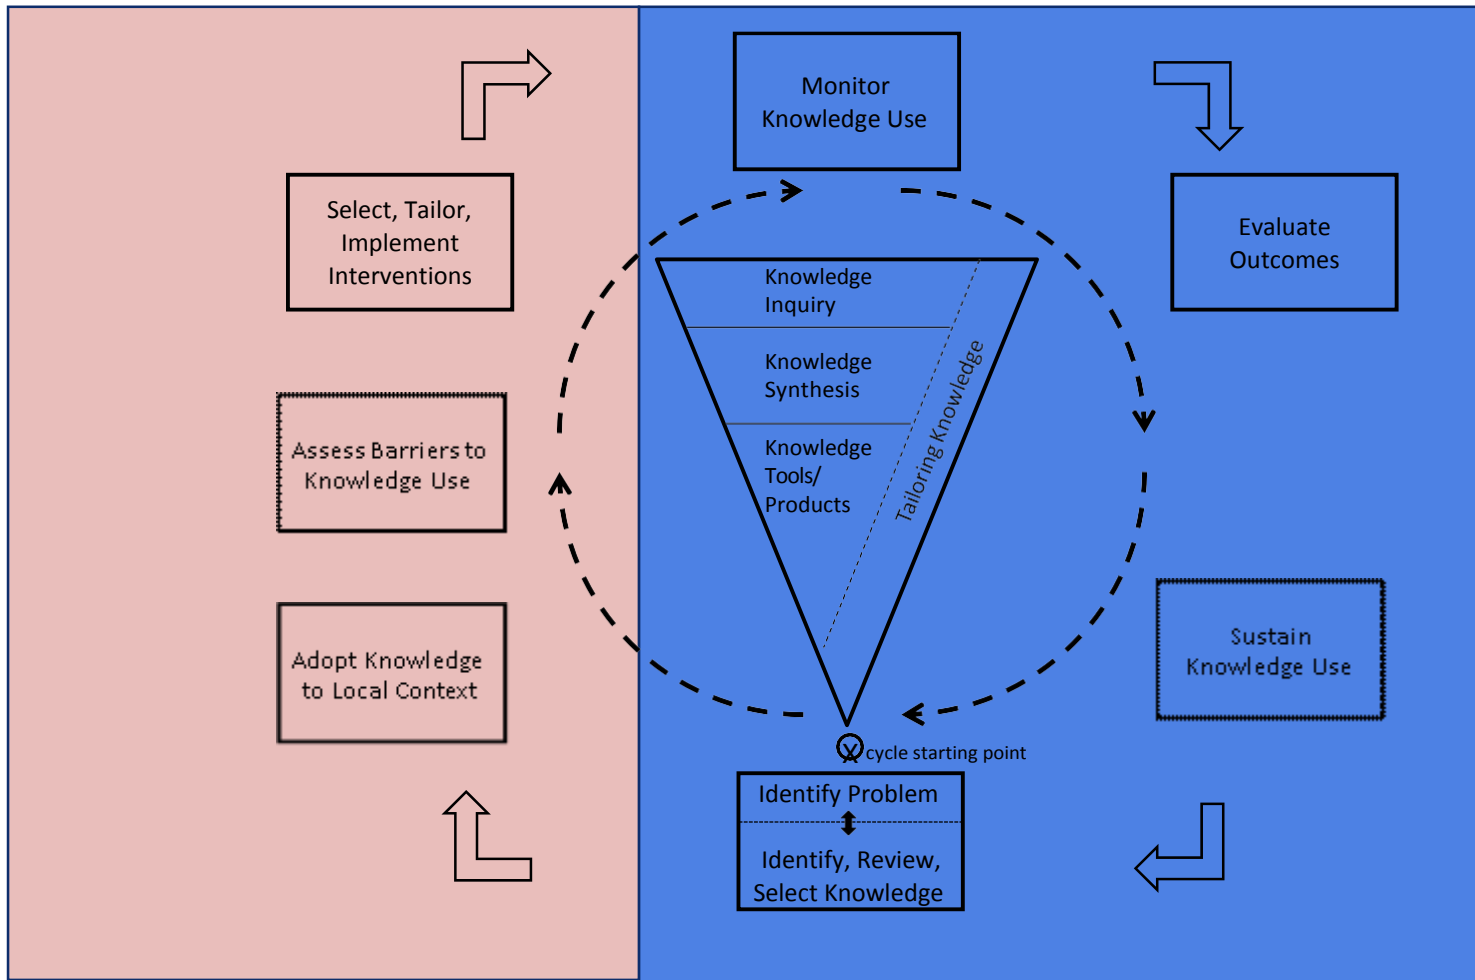 Monitor
Knowledge Use
Select, Tailor,
Implement
Interventions
Evaluate
Outcomes
Knowledge
Inquiry
Knowledge
Synthesis
Knowledge
Tools/
Products
Tailoring Knowledge
Assess Barriers to
Knowledge Use
Adopt Knowledge
to Local Context
Sustain
Knowledge Use
X cycle starting point
Identify Problem
Identify, Review,
Select Knowledge